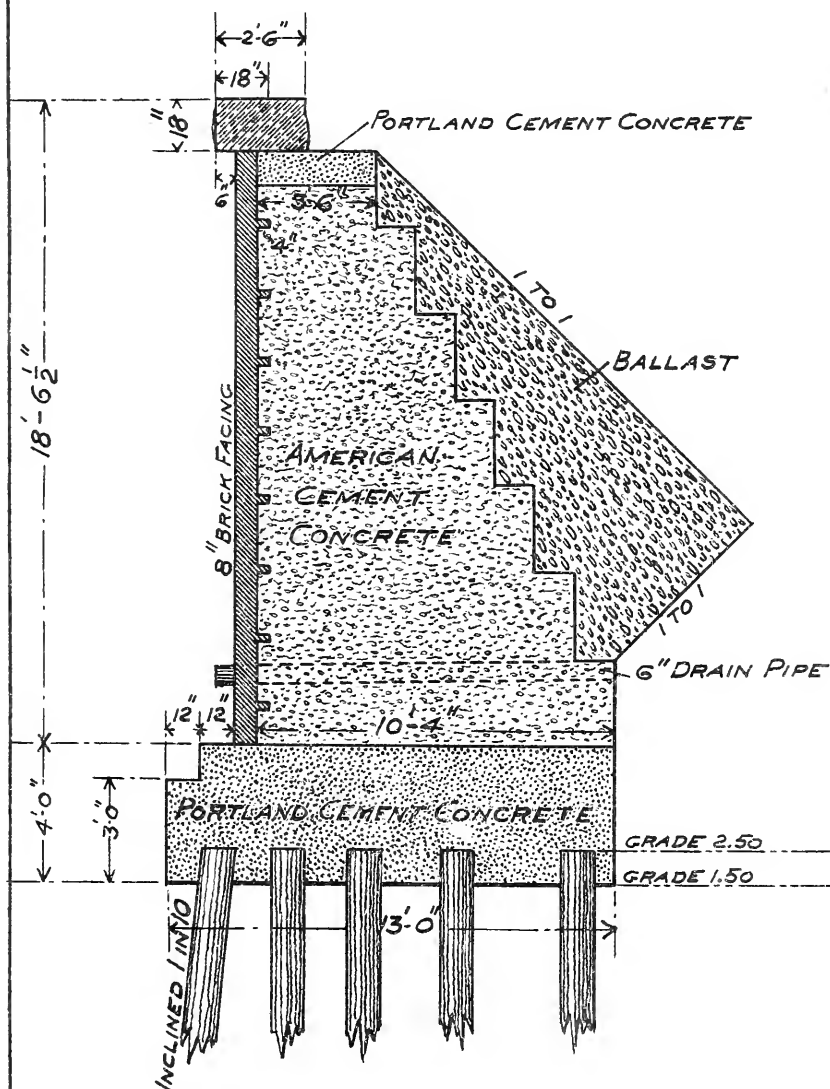 2'6"
18"
18"
PORTLAND CEMENT CONCRETE
6"
3'-6"
4"
1 TO 1
BALLAST
18'-6½"
8" BRICK FACING
AMERICAN
CEMENT
CONCRETE
1 TO 1
6" DRAIN PIPE
12"
12"
10'-4"
4'-0"
3'0"
PORTLAND CEMENT CONCRETE
GRADE 2.50
GRADE 1.50
13'-0"
INCLINED 1 IN 10